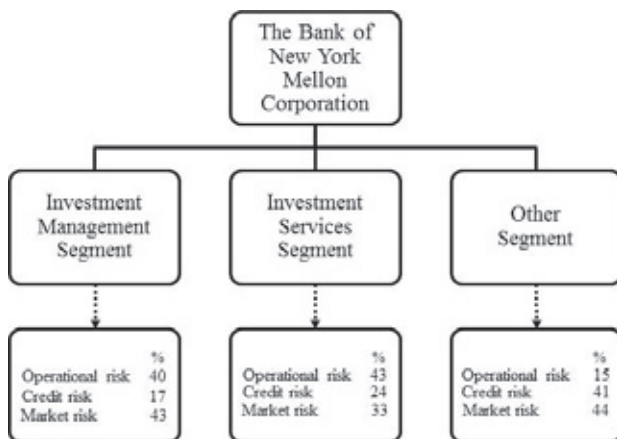 The Bank of
New York
Mellon
Corporation
Investment
Management
Segment
Investment
Services
Segment
Other
Segment
%
Operational risk 40
Credit risk 17
Market risk 43
%
Operational risk 43
Credit risk 24
Market risk 33
%
Operational risk 15
Credit risk 41
Market risk 44